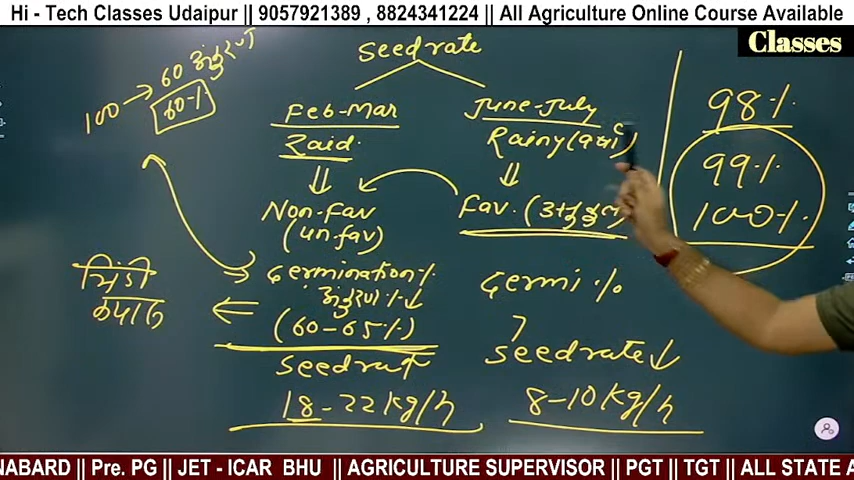 Hi - Tech Classes Udaipur || 9057921389 , 8824341224 || All Agriculture Online Course Available
Classes
Seedrate
100 → 60 अंकुरण
60%
Feb-Mar
Zaid
Non-Fav
(un fav)
Germination%
अंकुरण %↓
(60-65%)
Seedrate↑
18-22 kg/h
June-July
Rainy (वर्षा)
Fav. (अनुकूल)
Germi %
↑
Seedrate↓
8-10 kg/h
98%
99%
100%
भिंडी
कपास
NABARD || Pre. PG || JET - ICAR BHU || AGRICULTURE SUPERVISOR || PGT || TGT || ALL STATE A